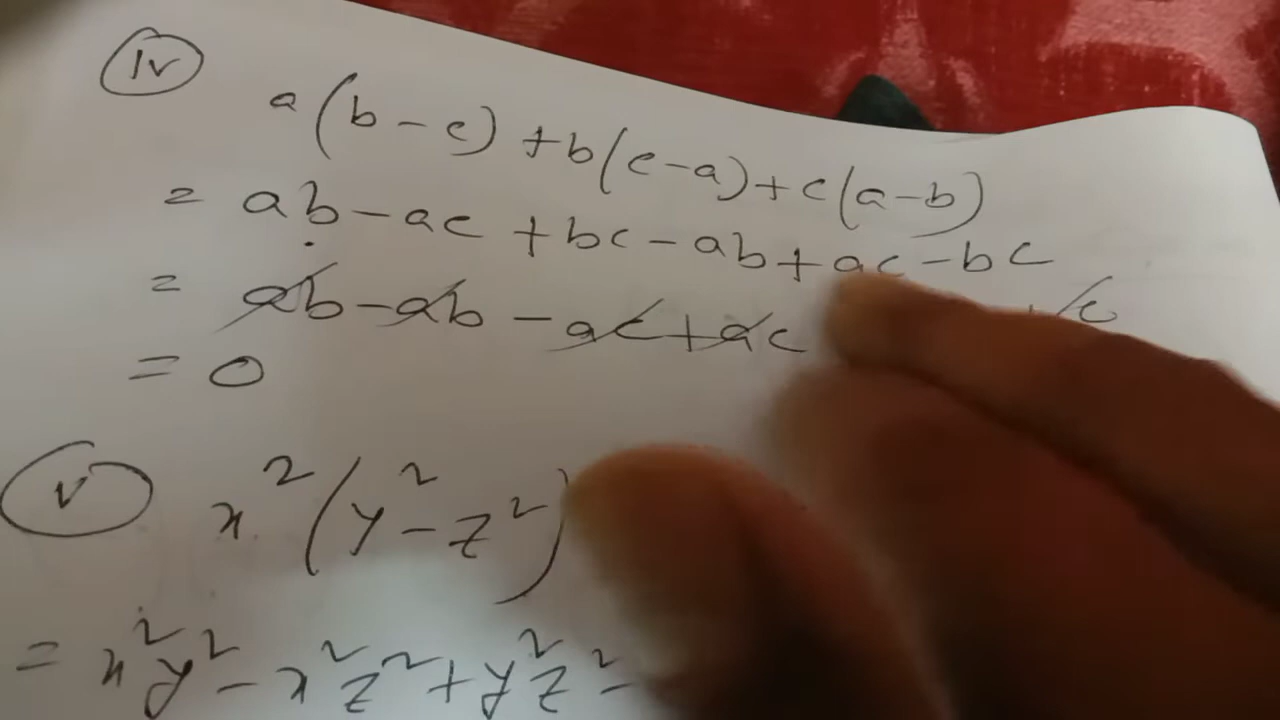 iv
a(b-c)+b(c-a)+c(a-b)
= ab-ac+bc-ab+ac-bc
= ab-ab-ac+ac
= 0
v
x²(y²-z²)
= x²y²-x²z²+y²z²-